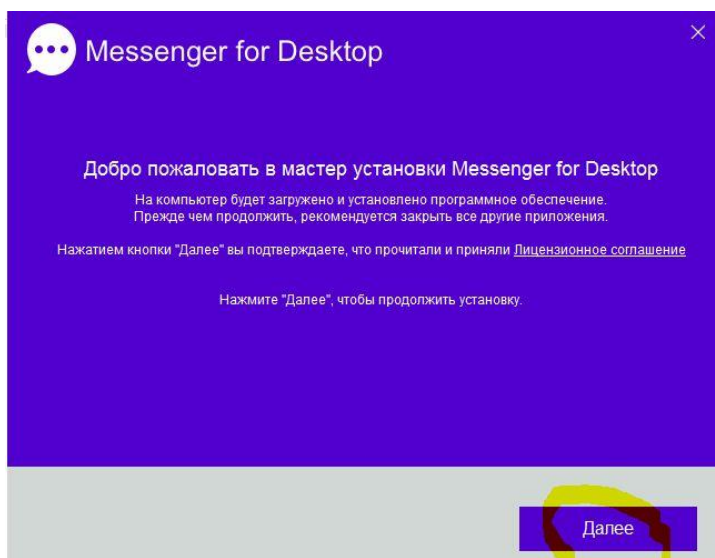 Messenger for Desktop
Добро пожаловать в мастер установки Messenger for Desktop
На компьютер будет загружено и установлено программное обеспечение.
Прежде чем продолжить, рекомендуется закрыть все другие приложения.
Нажатием кнопки "Далее" вы подтверждаете, что прочитали и приняли Лицензионное соглашение
Нажмите "Далее", чтобы продолжить установку.
Далее